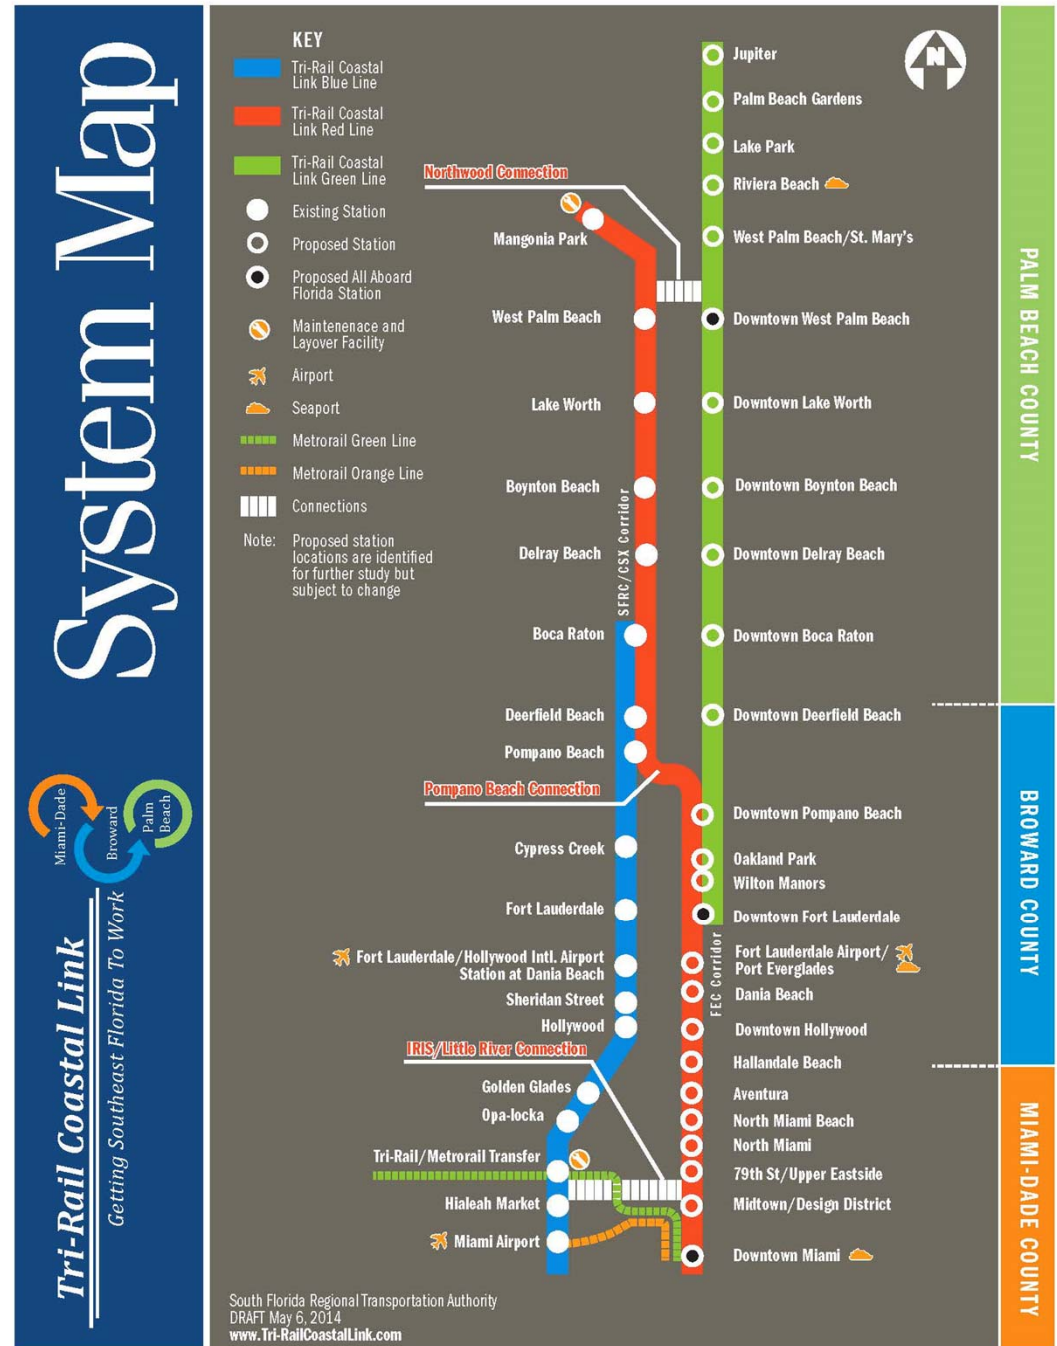 System Map
Miami-Dade
Broward
Palm
Beach
Tri-Rail Coastal Link
Getting Southeast Florida To Work
KEY
Tri-Rail Coastal
Link Blue Line
Tri-Rail Coastal
Link Red Line
Tri-Rail Coastal
Link Green Line
Existing Station
Proposed Station
Proposed All Aboard
Florida Station
Maintenenace and
Layover Facility
Airport
Seaport
Metrorail Green Line
Metrorail Orange Line
Connections
Note: Proposed station
locations are identified
for further study but
subject to change
N
Northwood Connection
Mangonia Park
West Palm Beach
Lake Worth
Boynton Beach
Delray Beach
SFRC/CSX Corridor
Boca Raton
Deerfield Beach
Pompano Beach
Pompano Beach Connection
Cypress Creek
Fort Lauderdale
Fort Lauderdale/Hollywood Intl. Airport
Station at Dania Beach
Sheridan Street
Hollywood
IRIS/Little River Connection
Golden Glades
Opa-locka
Tri-Rail/Metrorail Transfer
Hialeah Market
Miami Airport
Jupiter
Palm Beach Gardens
Lake Park
Riviera Beach
West Palm Beach/St. Mary's
Downtown West Palm Beach
Downtown Lake Worth
Downtown Boynton Beach
Downtown Delray Beach
Downtown Boca Raton
Downtown Deerfield Beach
Downtown Pompano Beach
Oakland Park
Wilton Manors
Downtown Fort Lauderdale
FEC Corridor
Fort Lauderdale Airport/
Port Everglades
Dania Beach
Downtown Hollywood
Hallandale Beach
Aventura
North Miami Beach
North Miami
79th St/Upper Eastside
Midtown/Design District
Downtown Miami
PALM BEACH COUNTY
BROWARD COUNTY
MIAMI-DADE COUNTY
South Florida Regional Transportation Authority
DRAFT May 6, 2014
www.Tri-RailCoastalLink.com